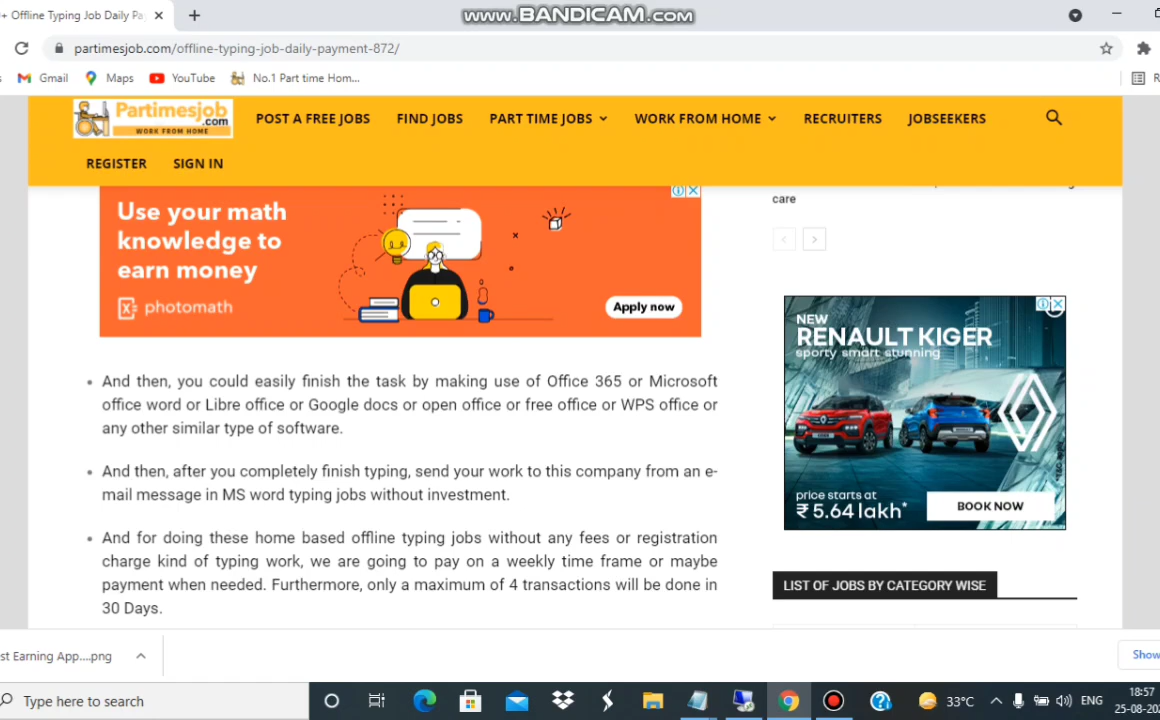 + Offline Typing Job Daily Pa
www.BANDICAM.com
partimesjob.com/offline-typing-job-daily-payment-872/
Gmail
Maps
YouTube
No.1 Part time Hom...
R
Partimesjob
.com
WORK FROM HOME
POST A FREE JOBS
FIND JOBS
PART TIME JOBS
WORK FROM HOME
RECRUITERS
JOBSEEKERS
REGISTER
SIGN IN
Use your math
knowledge to
earn money
photomath
Apply now
care
NEW
RENAULT KIGER
sporty smart stunning
price starts at
₹ 5.64 lakh*
BOOK NOW
And then, you could easily finish the task by making use of Office 365 or Microsoft
office word or Libre office or Google docs or open office or free office or WPS office or
any other similar type of software.
And then, after you completely finish typing, send your work to this company from an e-
mail message in MS word typing jobs without investment.
And for doing these home based offline typing jobs without any fees or registration
charge kind of typing work, we are going to pay on a weekly time frame or maybe
payment when needed. Furthermore, only a maximum of 4 transactions will be done in
30 Days.
LIST OF JOBS BY CATEGORY WISE
st Earning App....png
Show
Type here to search
33°C
ENG
18:57
25-08-20